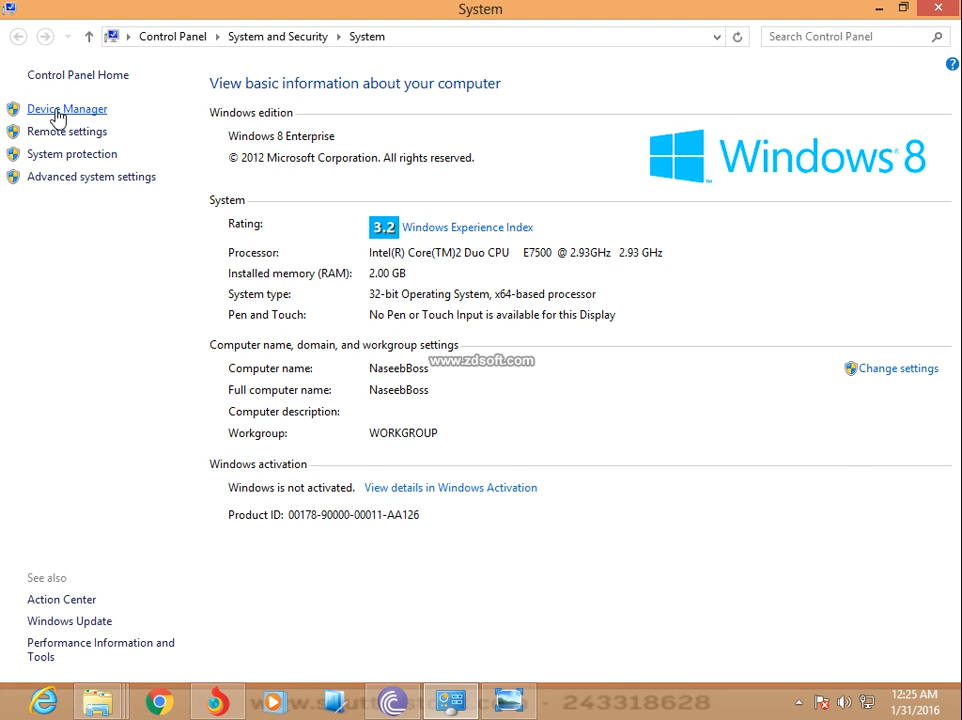 System
Control Panel System and Security System
Search Control Panel
Control Panel Home
Device Manager
Remote settings
System protection
Advanced system settings
View basic information about your computer
Windows edition
Windows 8 Enterprise
© 2012 Microsoft Corporation. All rights reserved.
Windows 8
System
Rating: 3.2 Windows Experience Index
Processor: Intel(R) Core(TM)2 Duo CPU E7500 @ 2.93GHz 2.93 GHz
Installed memory (RAM): 2.00 GB
System type: 32-bit Operating System, x64-based processor
Pen and Touch: No Pen or Touch Input is available for this Display
Computer name, domain, and workgroup settings
www.zdsoft.com
Computer name: NaseebBoss
Change settings
Full computer name: NaseebBoss
Computer description:
Workgroup: WORKGROUP
Windows activation
Windows is not activated. View details in Windows Activation
Product ID: 00178-90000-00011-AA126
See also
Action Center
Windows Update
Performance Information and
Tools
243318628
12:25 AM
1/31/2016